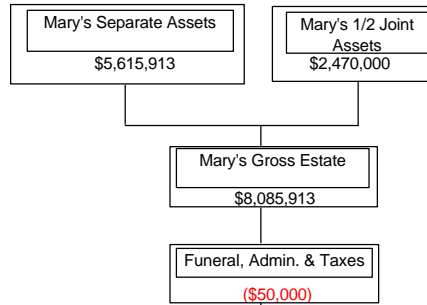 Mary's Separate Assets
$5,615,913
Mary's 1/2 Joint
Assets
$2,470,000
Mary's Gross Estate
$8,085,913
Funeral, Admin. & Taxes
($50,000)